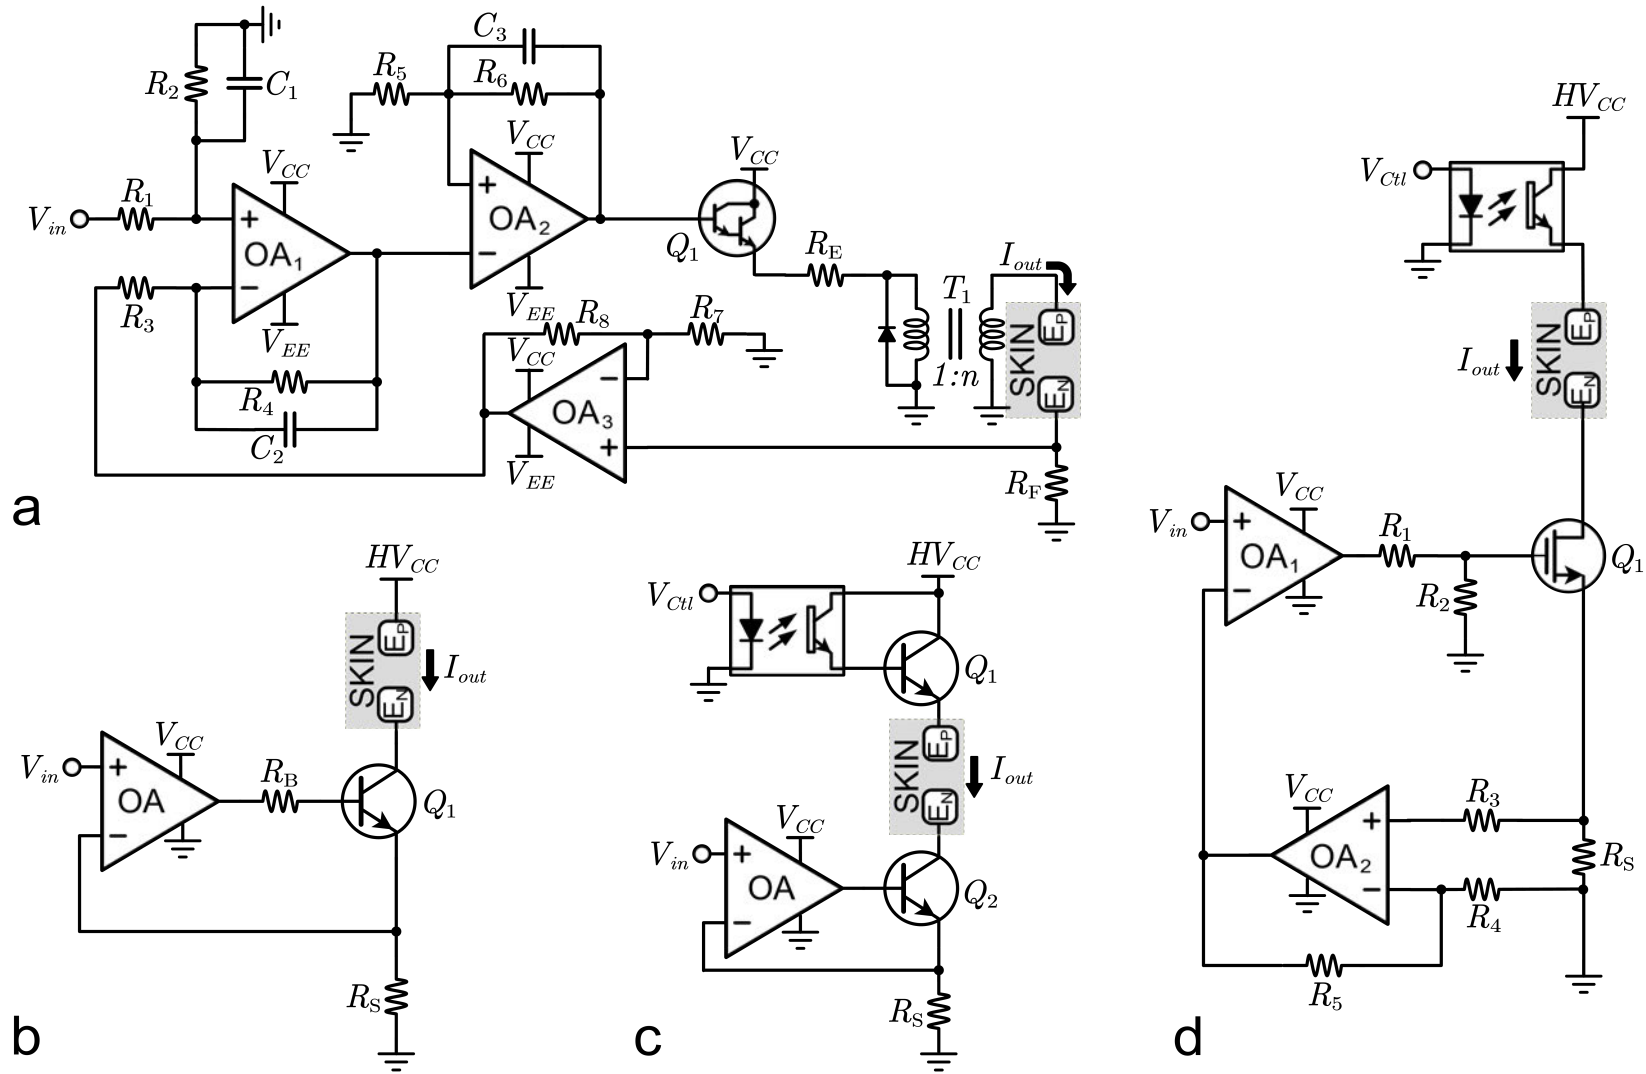 C3
R5
R6
R2
C1
VCC
+
−
OA2
VEE
Vin
R1
VCC
+
−
OA1
VEE
R3
R4
C2
VCC
Q1
RE
T1
1:n
Iout
SKIN
EP
EN
R8
R7
VCC
−
+
OA3
VEE
RF
a
HVCC
SKIN
EP
EN
Iout
Vin
VCC
+
−
OA
RB
Q1
RS
b
HVCC
VCtl
Q1
SKIN
EP
EN
Iout
Vin
VCC
+
−
OA
Q2
RS
c
HVCC
VCtl
SKIN
EP
EN
Iout
Vin
VCC
+
−
OA1
R1
R2
Q1
VCC
+
−
OA2
R3
RS
R4
R5
d